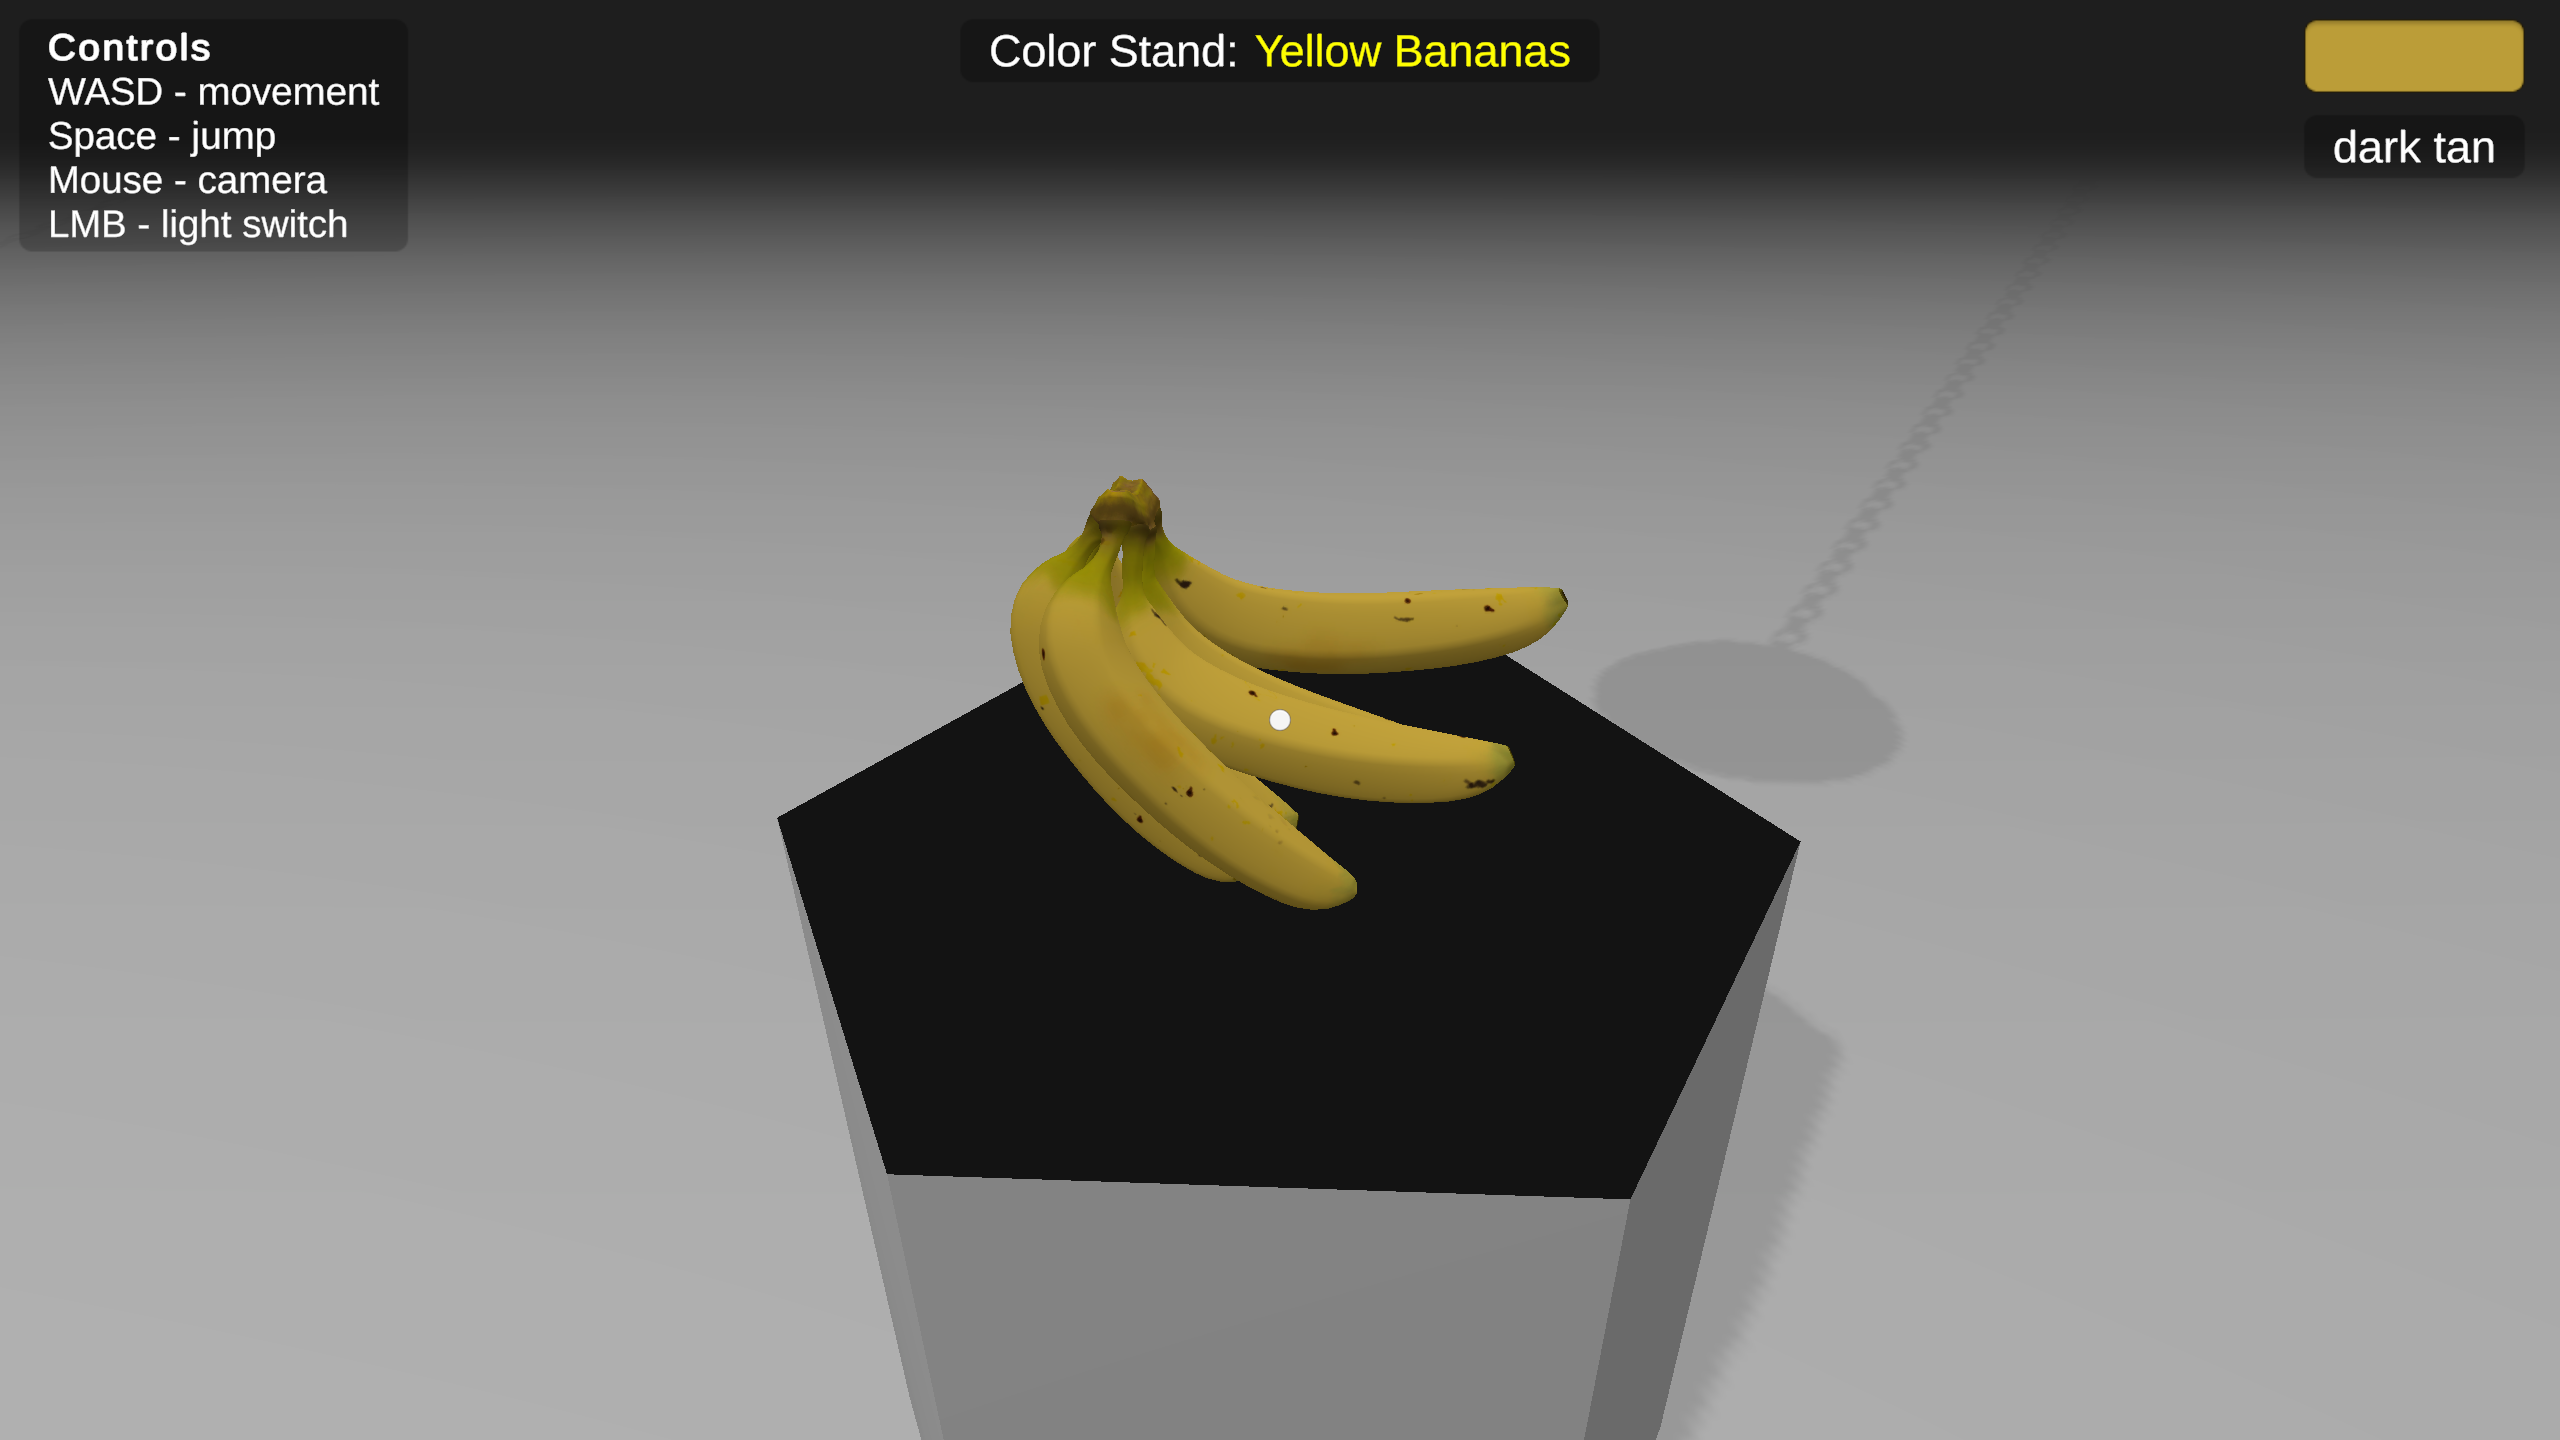 Controls
WASD - movement
Space - jump
Mouse - camera
LMB - light switch
Color Stand: Yellow Bananas
dark tan